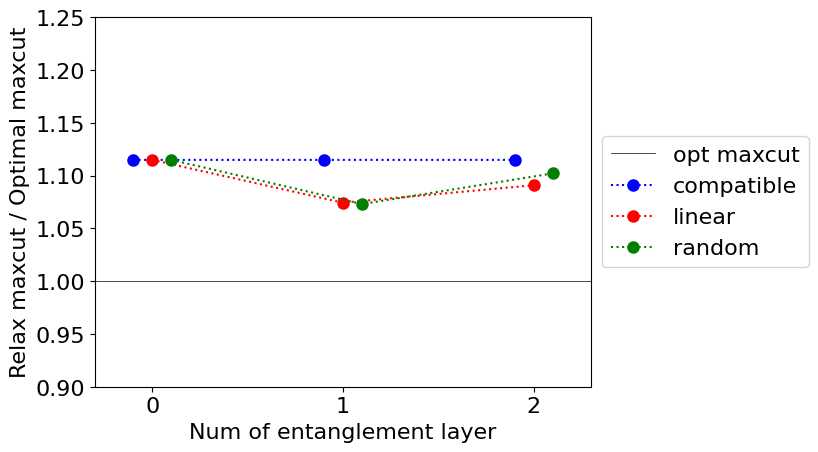 1.25
1.20
1.15
1.10
1.05
1.00
0.95
0.90
Relax maxcut / Optimal maxcut
0 1 2
Num of entanglement layer
opt maxcut
compatible
linear
random